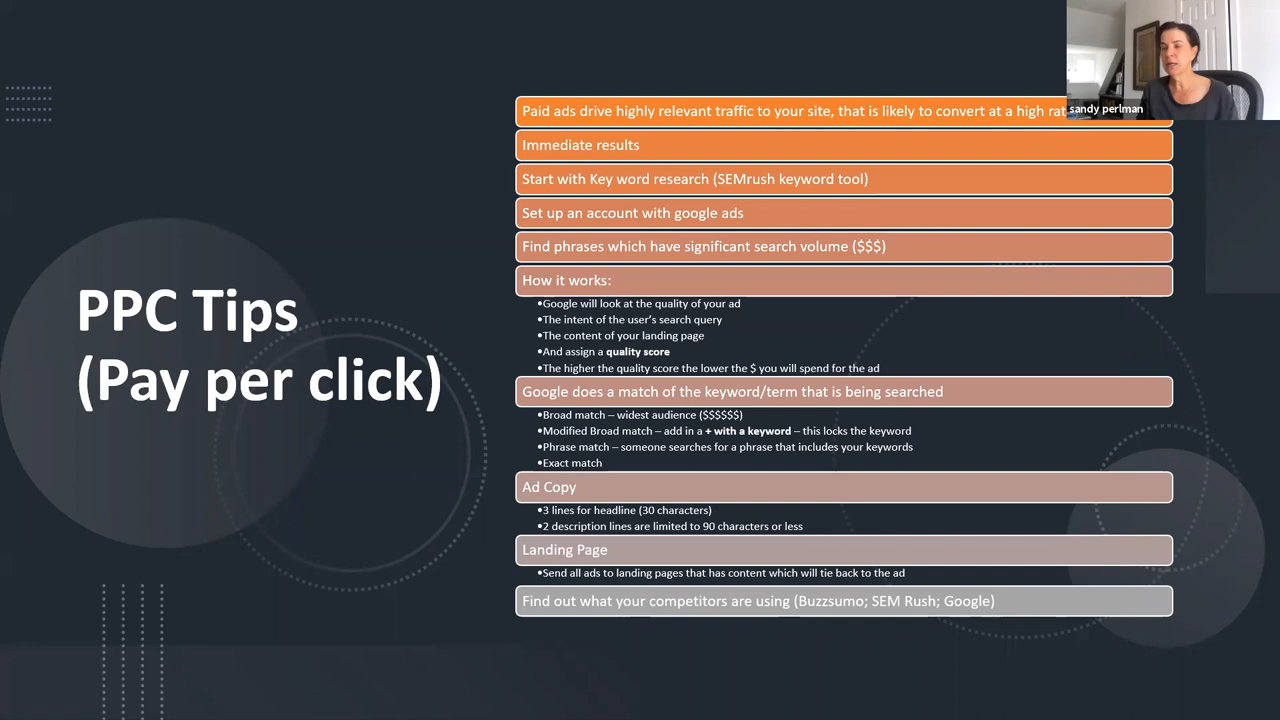 sandy perlman
PPC Tips
(Pay per click)
Paid ads drive highly relevant traffic to your site, that is likely to convert at a high
Immediate results
Start with Key word research (SEMrush keyword tool)
Set up an account with google ads
Find phrases which have significant search volume ($$$)
How it works:
•Google will look at the quality of your ad
•The intent of the user’s search query
•The content of your landing page
•And assign a quality score
•The higher the quality score the lower the $ you will spend for the ad
Google does a match of the keyword/term that is being searched
•Broad match – widest audience ($$$$$$)
•Modified Broad match – add in a + with a keyword – this locks the keyword
•Phrase match – someone searches for a phrase that includes your keywords
•Exact match
Ad Copy
•3 lines for headline (30 characters)
•2 description lines are limited to 90 characters or less
Landing Page
•Send all ads to landing pages that has content which will tie back to the ad
Find out what your competitors are using (Buzzsumo; SEM Rush; Google)